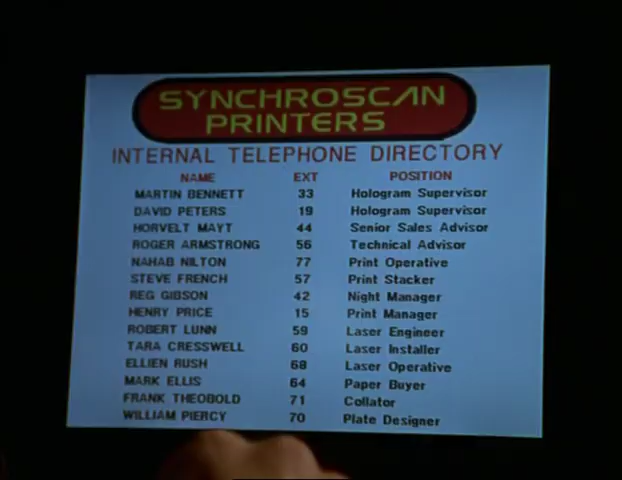 SYNCHROSCAN
PRINTERS
INTERNAL TELEPHONE DIRECTORY
NAME EXT POSITION
MARTIN BENNETT 33 Hologram Supervisor
DAVID PETERS 19 Hologram Supervisor
HORVELT MAYT 44 Senior Sales Advisor
ROGER ARMSTRONG 56 Technical Advisor
NAHAB NILTON 77 Print Operative
STEVE FRENCH 57 Print Stacker
REG GIBSON 42 Night Manager
HENRY PRICE 15 Print Manager
ROBERT LUNN 59 Laser Engineer
TARA CRESSWELL 60 Laser Installer
ELLIEN RUSH 68 Laser Operative
MARK ELLIS 64 Paper Buyer
FRANK THEOBOLD 71 Collator
WILLIAM PIERCY 70 Plate Designer